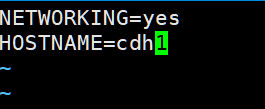 NETWORKING=yes
HOSTNAME=cdh1
~
~